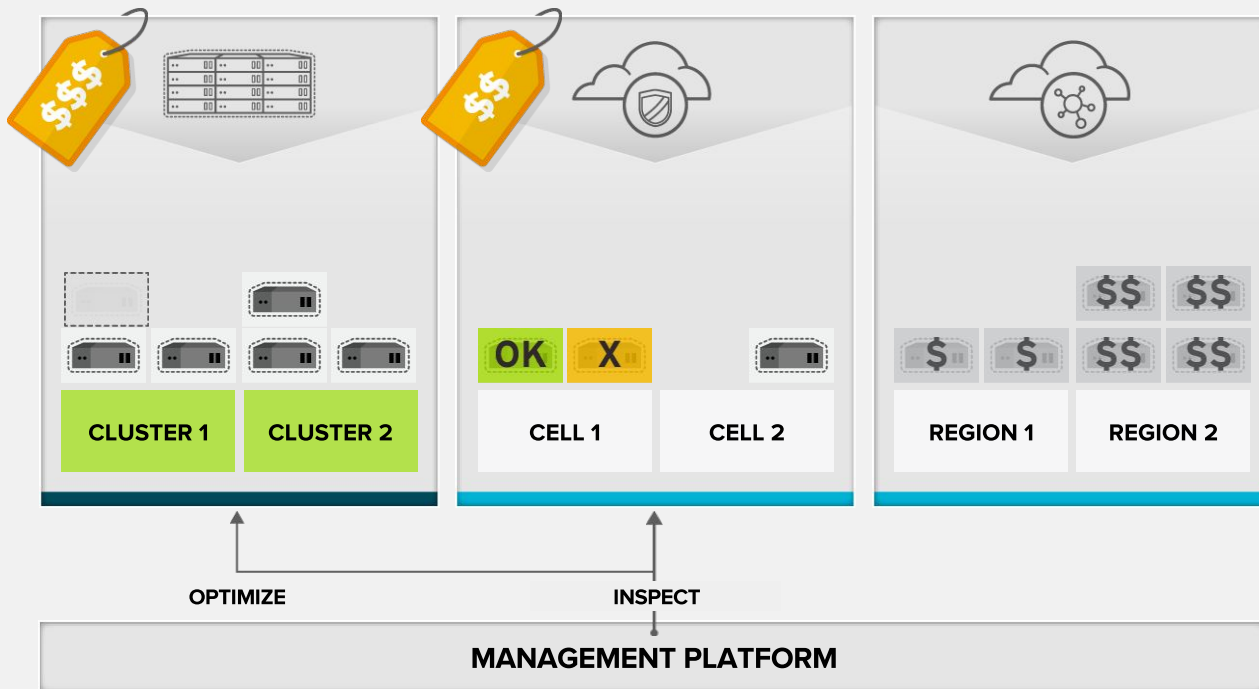 $$$
$$
$$ $$
OK X $ $ $$ $$
CLUSTER 1 CLUSTER 2 CELL 1 CELL 2 REGION 1 REGION 2
OPTIMIZE INSPECT
MANAGEMENT PLATFORM